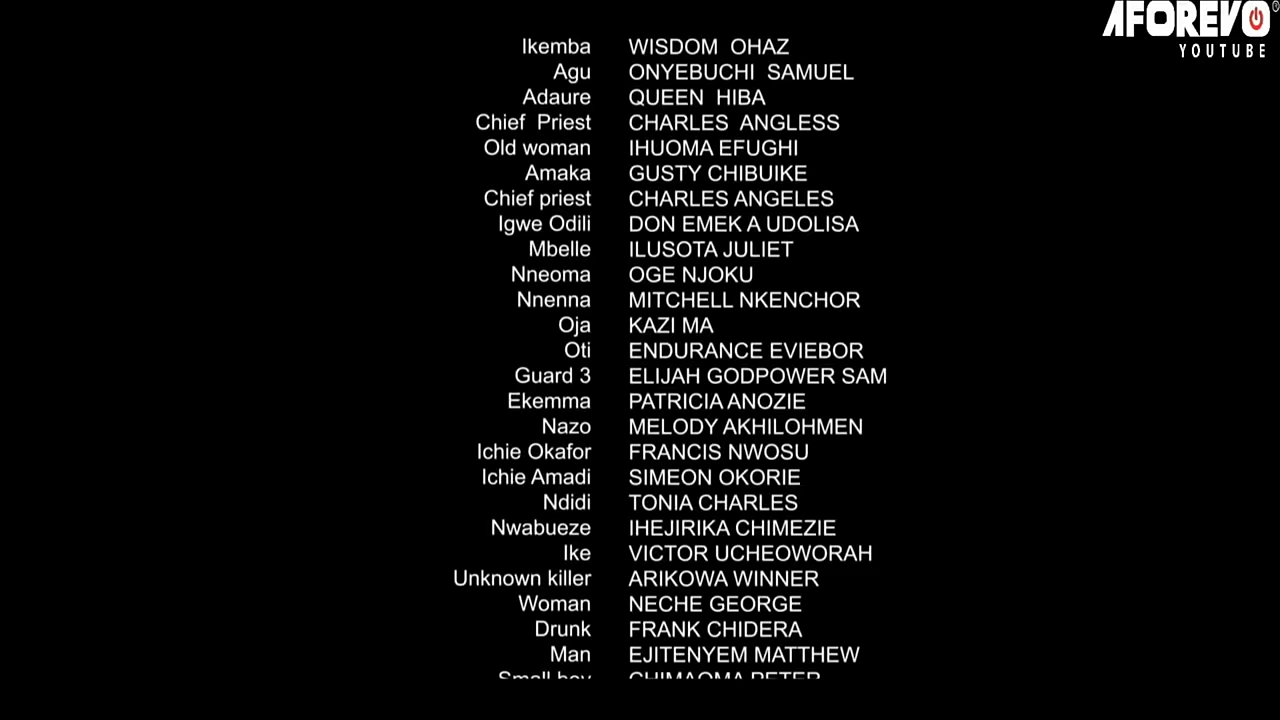 AFOREVO
YOUTUBE
Ikemba WISDOM OHAZ
Agu ONYEBUCHI SAMUEL
Adaure QUEEN HIBA
Chief Priest CHARLES ANGLESS
Old woman IHUOMA EFUGHI
Amaka GUSTY CHIBUIKE
Chief priest CHARLES ANGELES
Igwe Odili DON EMEK A UDOLISA
Mbelle ILUSOTA JULIET
Nneoma OGE NJOKU
Nnenna MITCHELL NKENCHOR
Oja KAZI MA
Oti ENDURANCE EVIEBOR
Guard 3 ELIJAH GODPOWER SAM
Ekemma PATRICIA ANOZIE
Nazo MELODY AKHILOHMEN
Ichie Okafor FRANCIS NWOSU
Ichie Amadi SIMEON OKORIE
Ndidi TONIA CHARLES
Nwabueze IHEJIRIKA CHIMEZIE
Ike VICTOR UCHEOWORAH
Unknown killer ARIKOWA WINNER
Woman NECHE GEORGE
Drunk FRANK CHIDERA
Man EJITENYEM MATTHEW
Small boy CHIMAOMA PETER